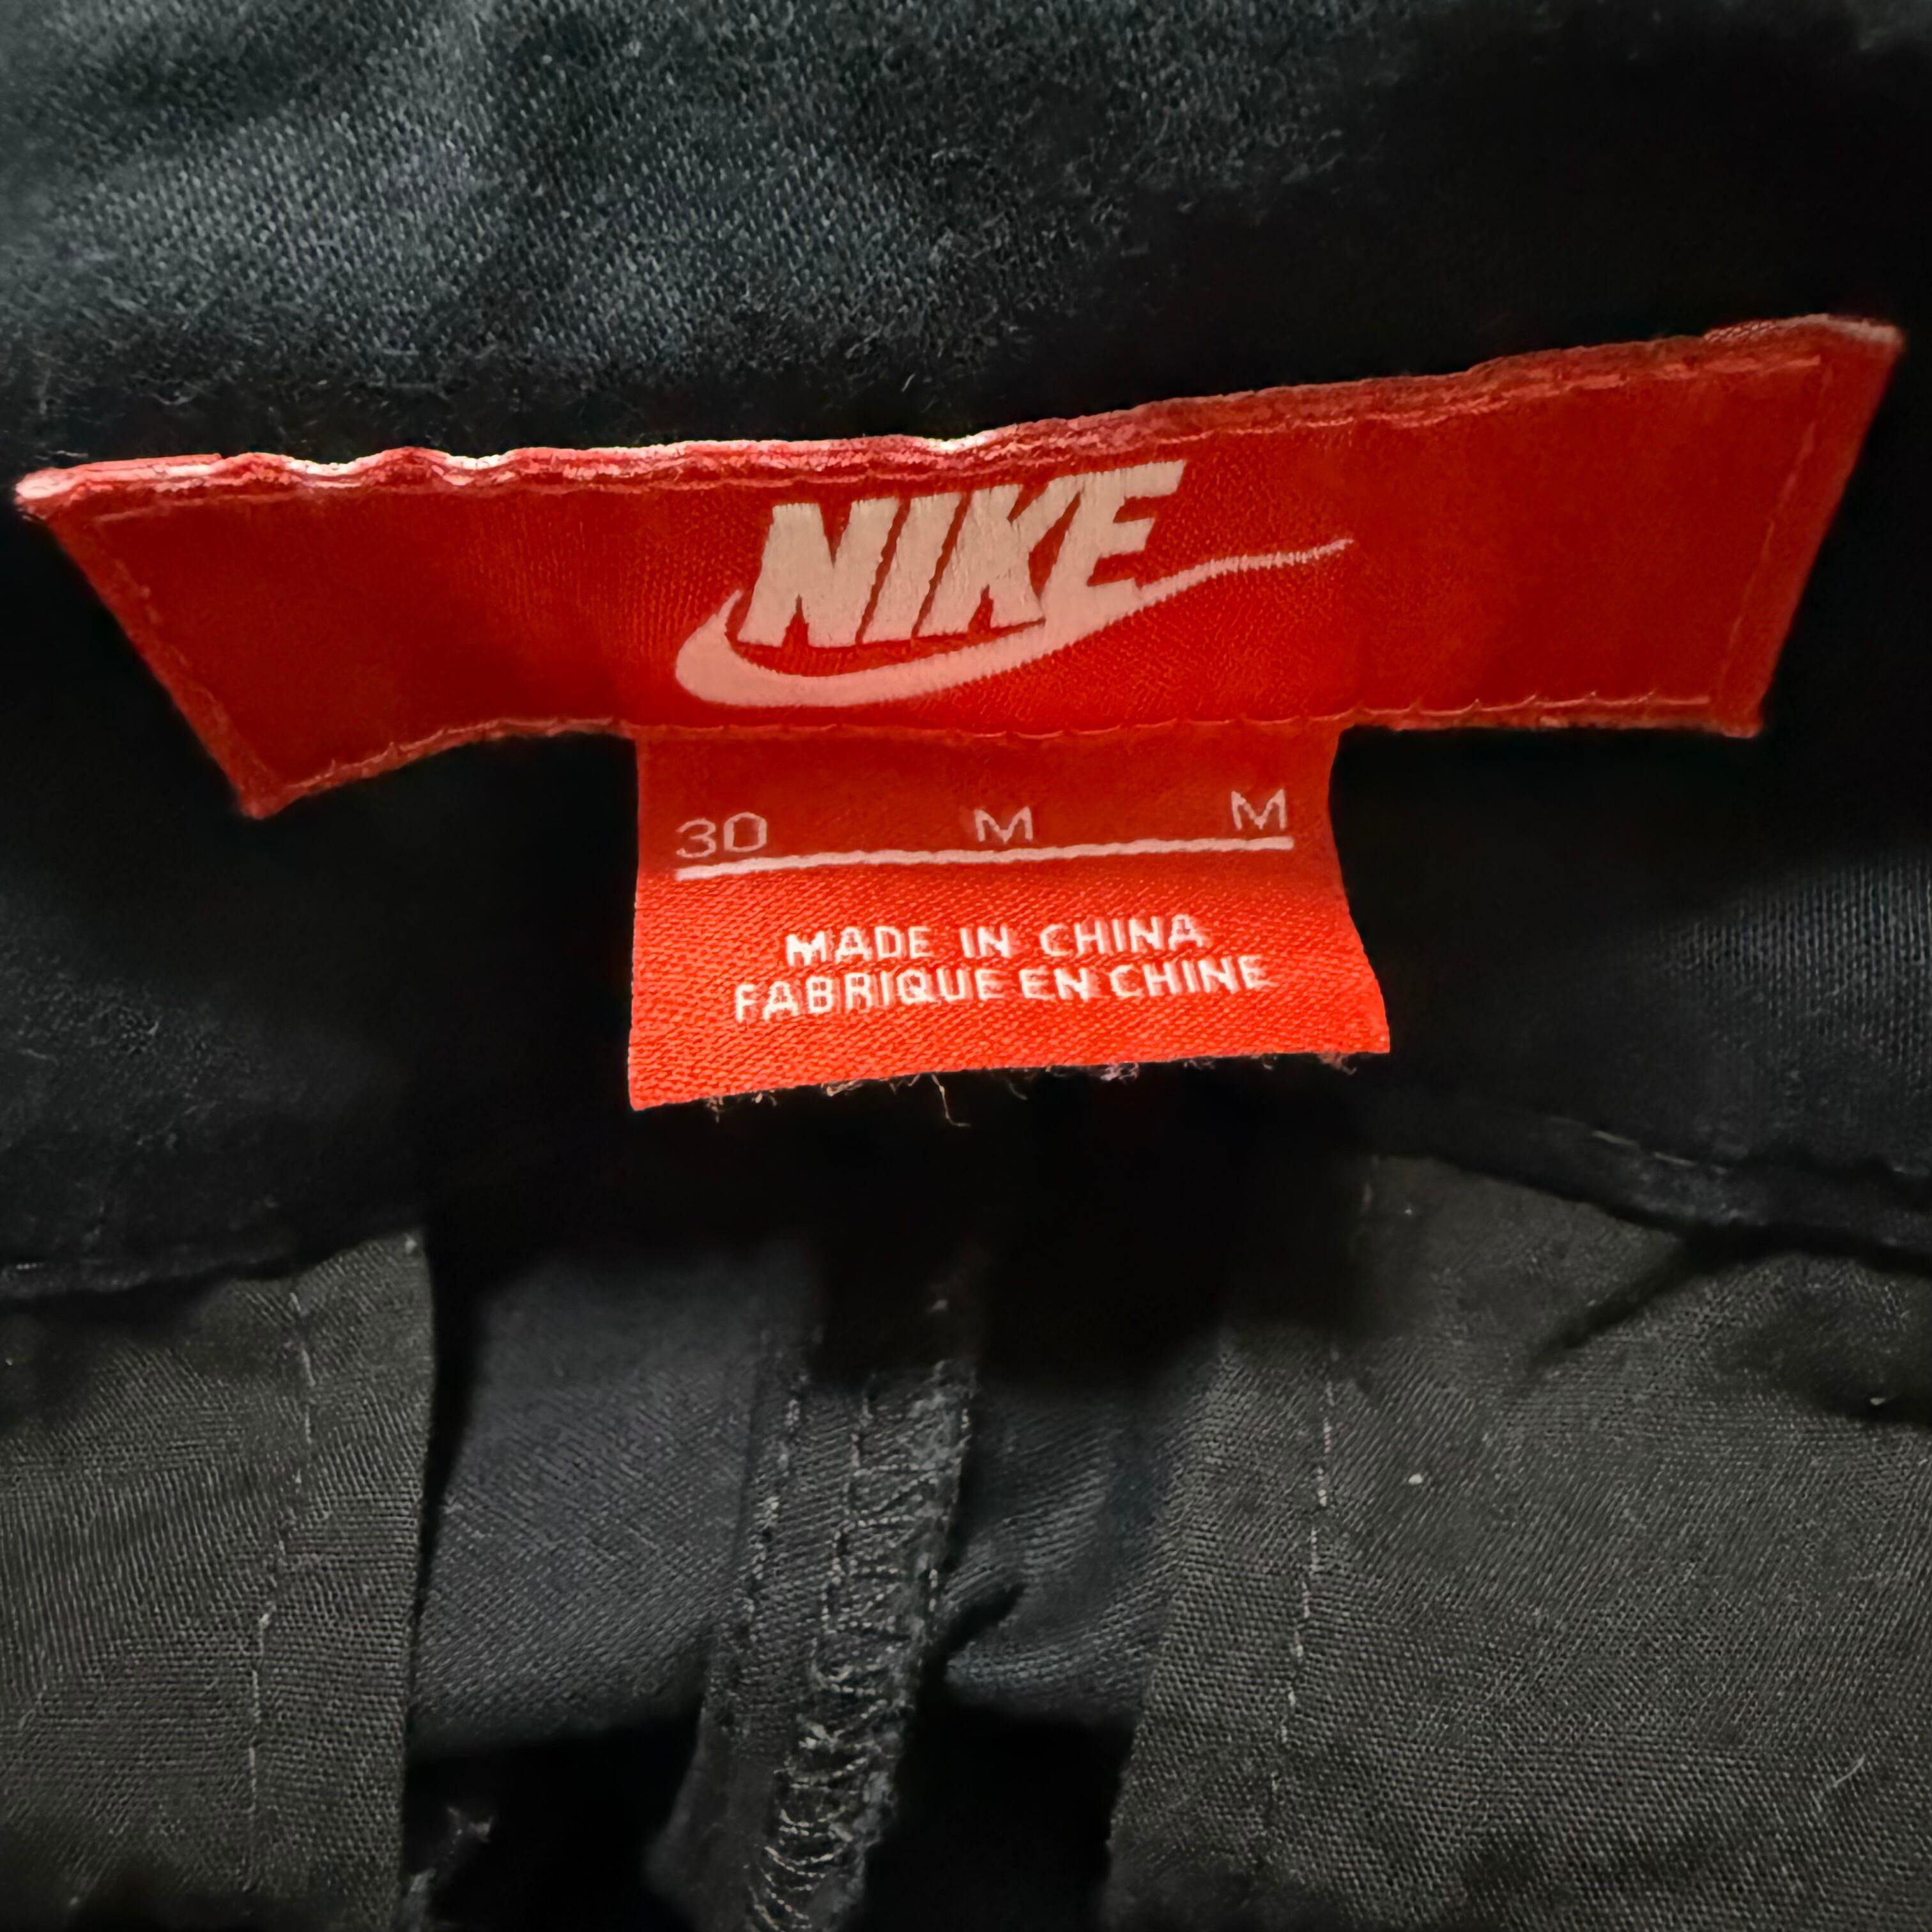 NIKE
30 M M
MADE IN CHINA
FABRIQUE EN CHINE